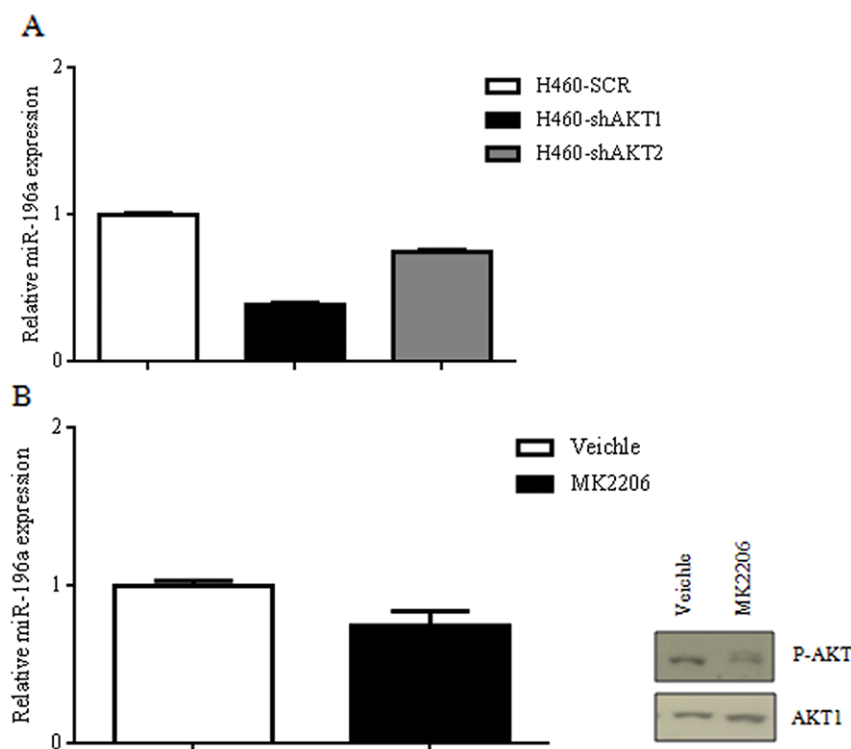 A
Relative miR-196a expression
2
1
0
H460-SCR
H460-shAKT1
H460-shAKT2
B
Relative miR-196a expression
2
1
0
Veichle
MK2206
Veichle
MK2206
P-AKT
AKT1